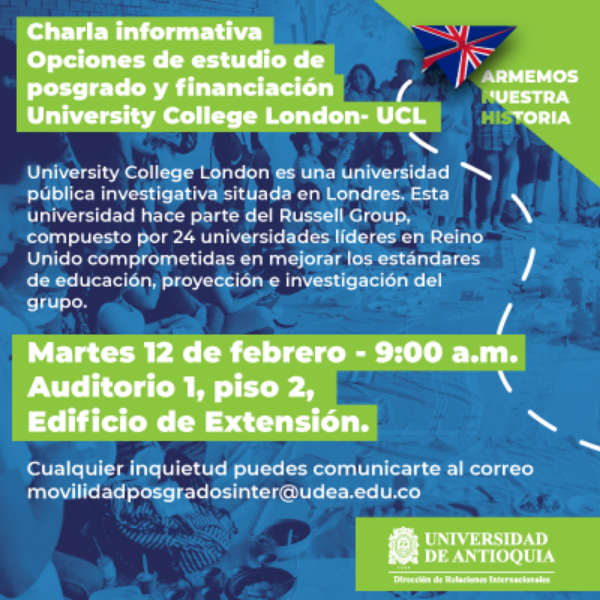 Charla informativa
Opciones de estudio de
posgrado y financiación
University College London- UCL
ARMEMOS
NUESTRA
HISTORIA
University College London es una universidad
pública investigativa situada en Londres. Esta
universidad hace parte del Russell Group,
compuesto por 24 universidades líderes en Reino
Unido comprometidas en mejorar los estándares
de educación, proyección e investigación del
grupo.
Martes 12 de febrero - 9:00 a.m.
Auditorio 1, piso 2,
Edificio de Extensión.
Cualquier inquietud puedes comunicarte al correo
movilidadposgradosinter@udea.edu.co
UNIVERSIDAD
DE ANTIOQUIA
Dirección de Relaciones Internacionales